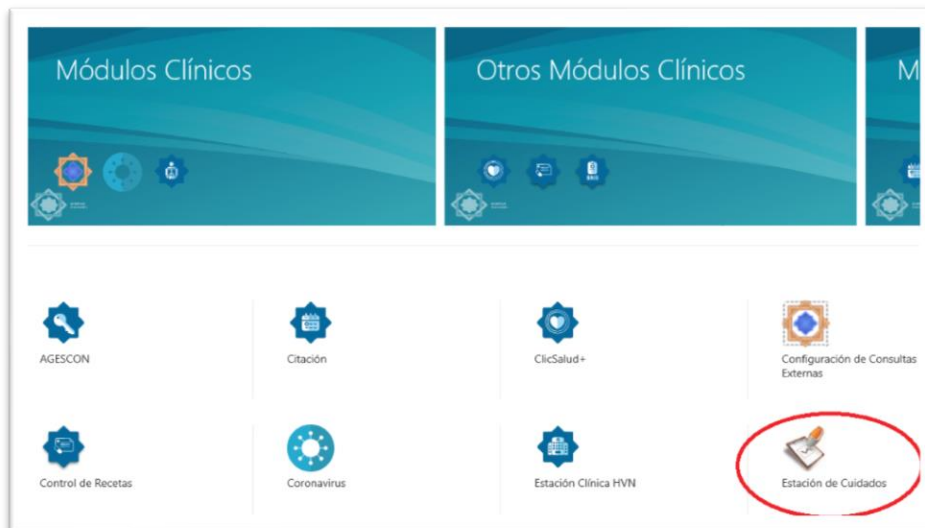 Módulos Clínicos
Otros Módulos Clínicos
M
AGESCON
Citación
ClicSalud+
Configuración de Consultas
Externas
Control de Recetas
Coronavirus
Estación Clínica HVN
Estación de Cuidados